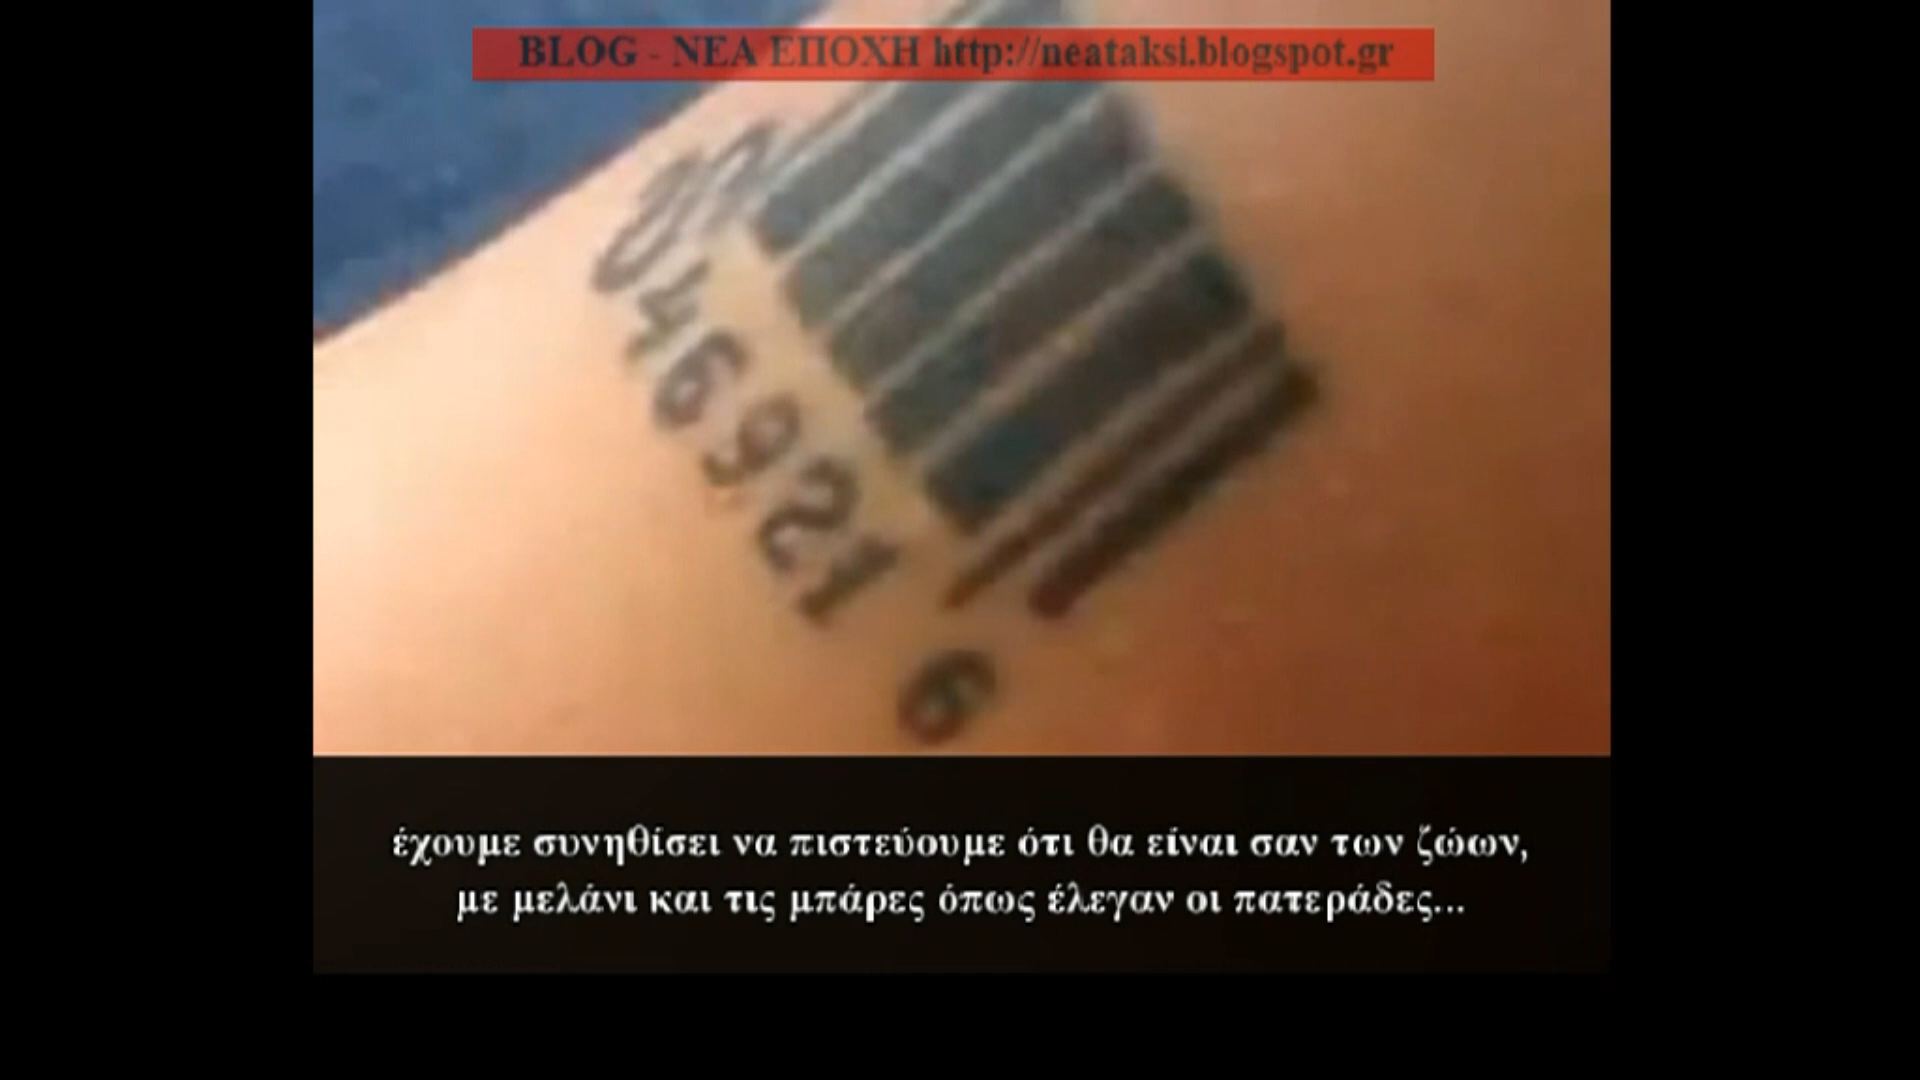 BLOG - ΝΕΑ ΕΠΟΧΗ http://neataksi.blogspot.gr
046921
6
έχουμε συνηθίσει να πιστεύουμε ότι θα είναι σαν των ζώων,
με μελάνι και τις μπάρες όπως έλεγαν οι πατεράδες...